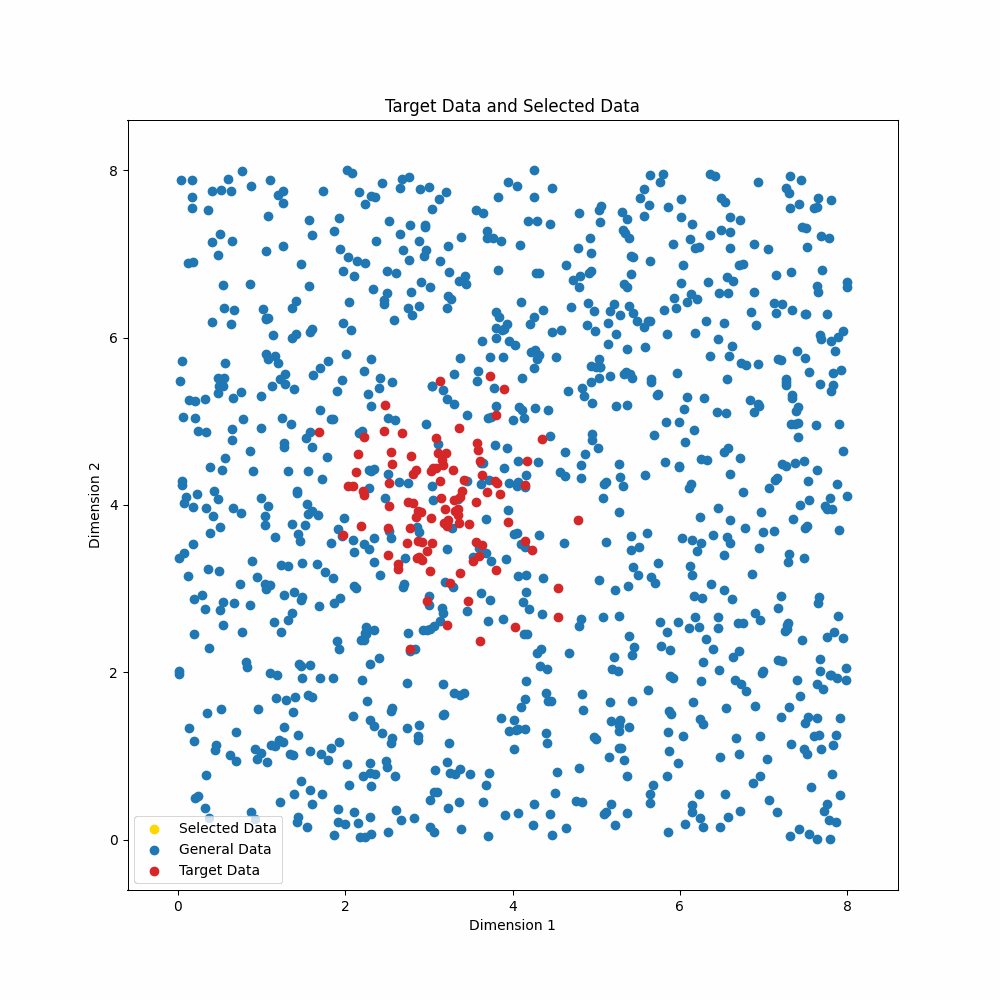 Target Data and Selected Data
8
6
4
2
0
Dimension 2
Selected Data
General Data
Target Data
0 2 4 6 8
Dimension 1